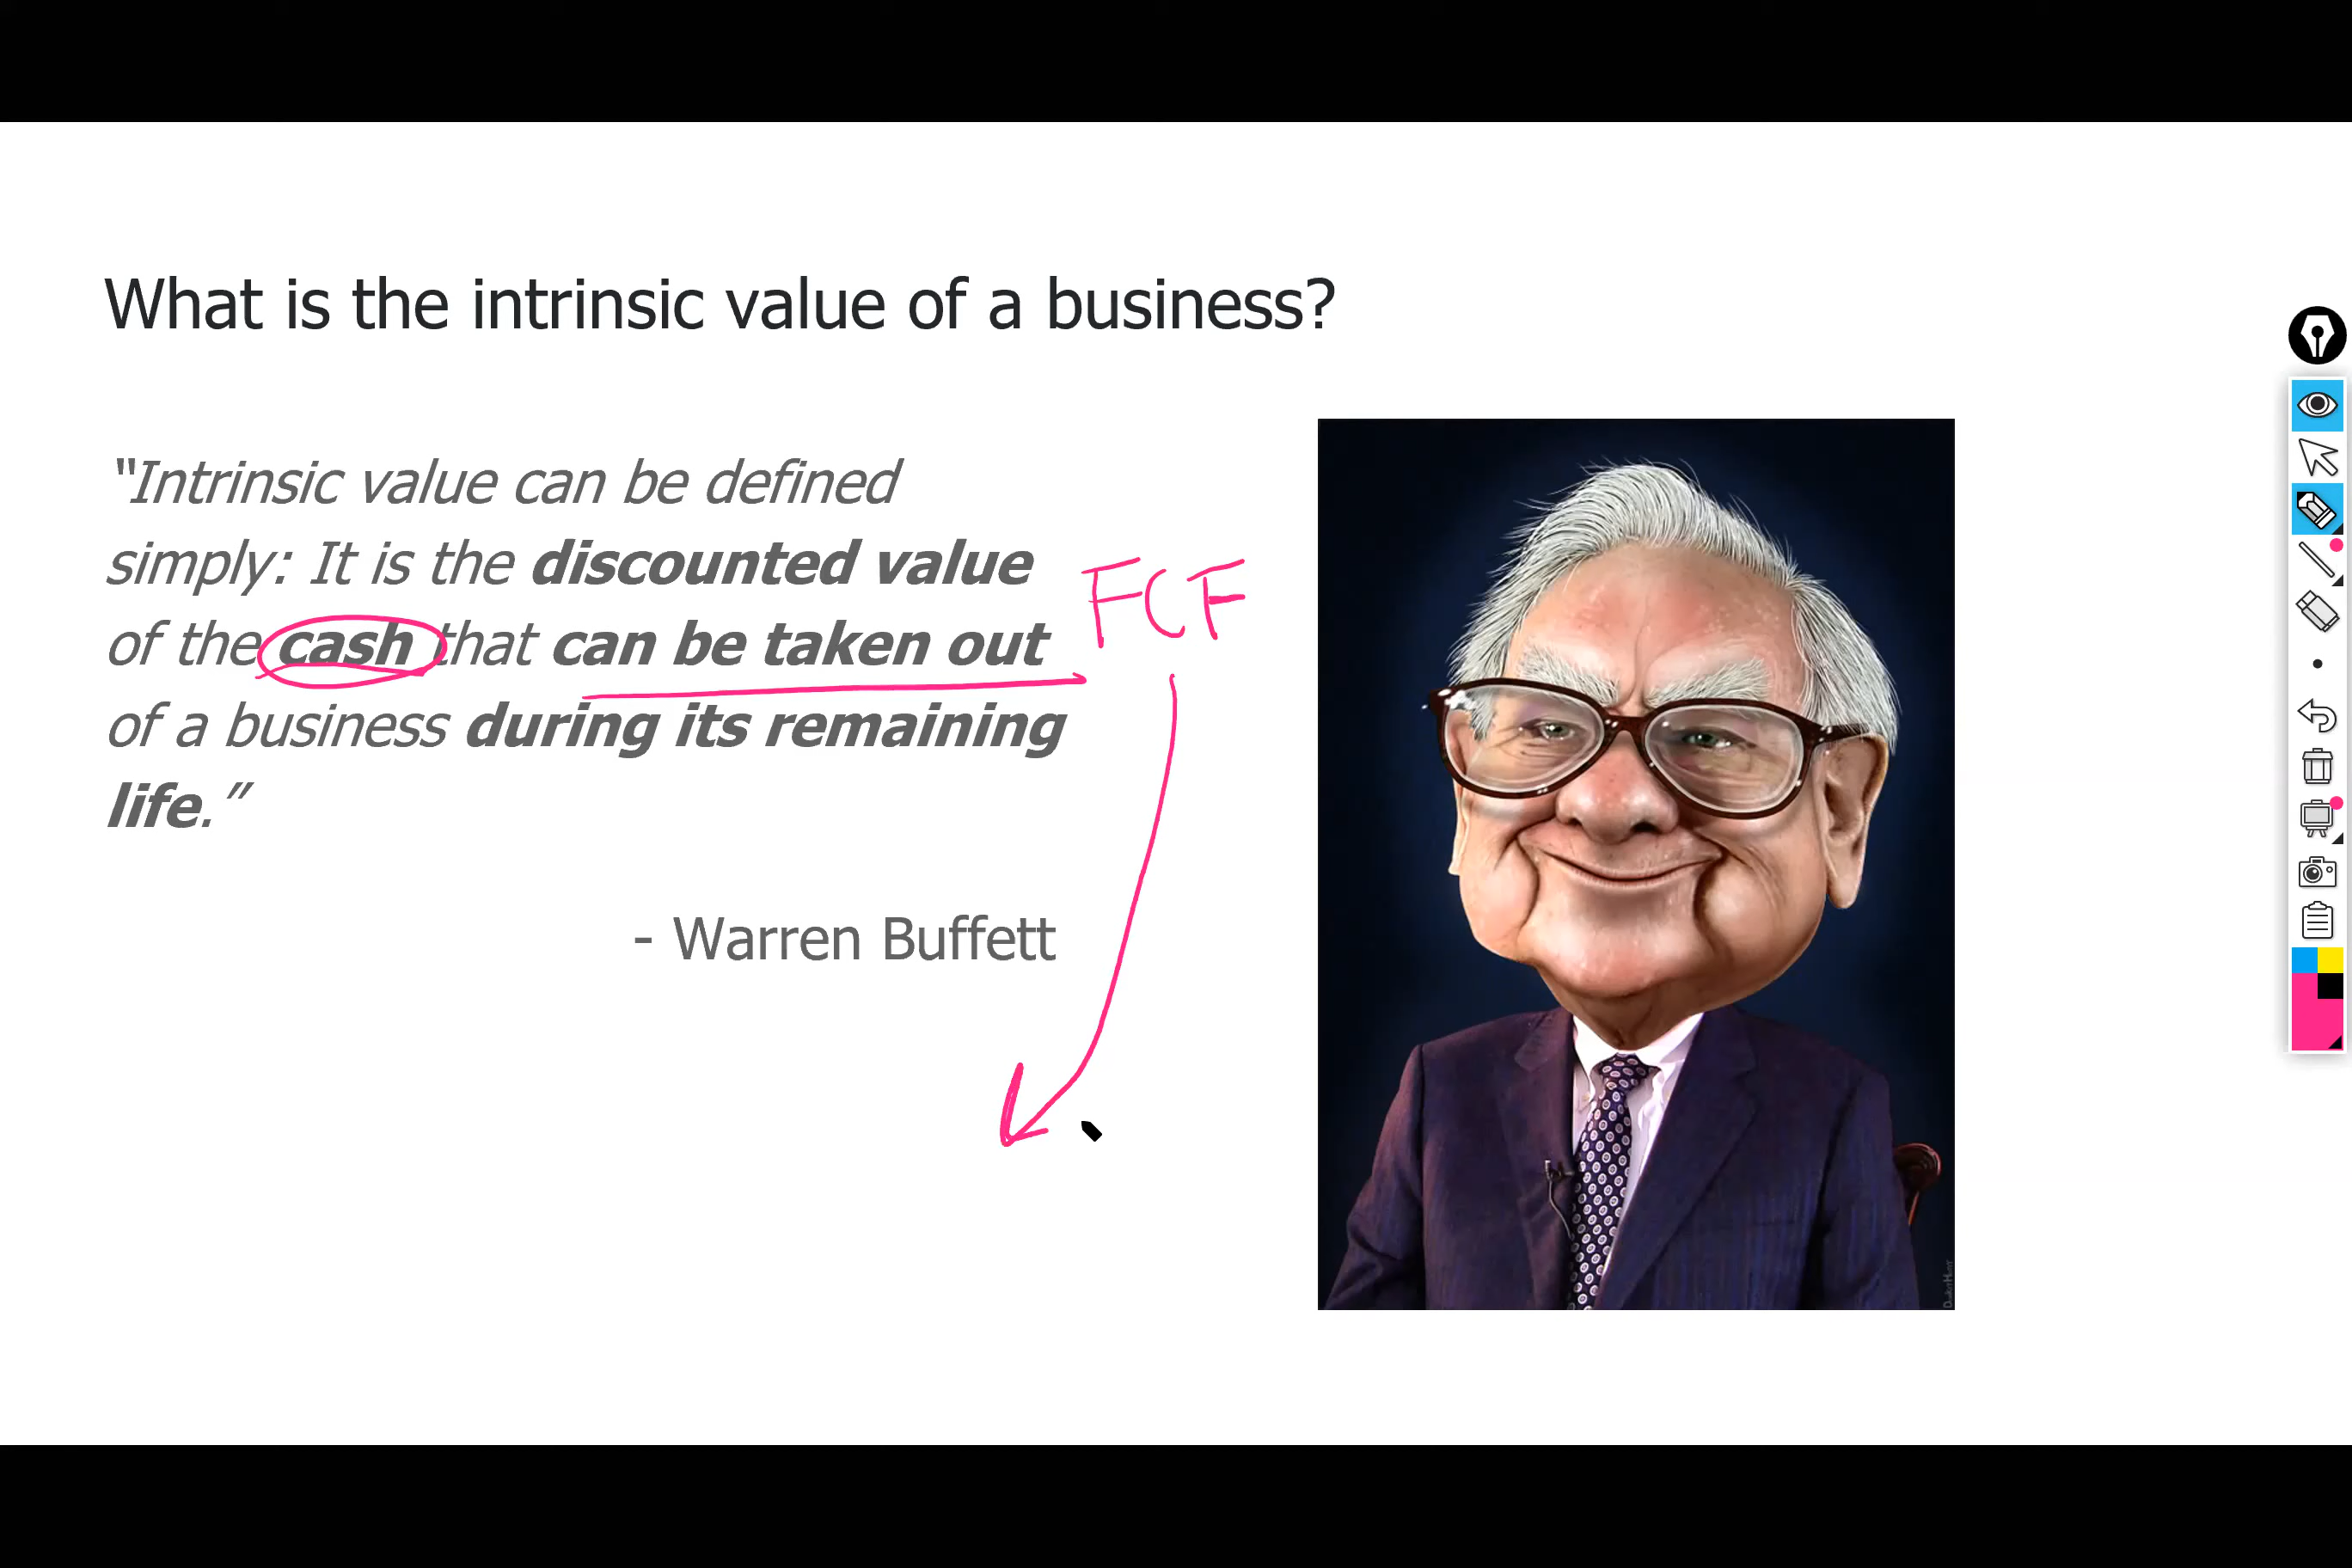 What is the intrinsic value of a business?
“Intrinsic value can be defined
simply: It is the discounted value
FCF
of the cash that can be taken out
of a business during its remaining
life.”
- Warren Buffett